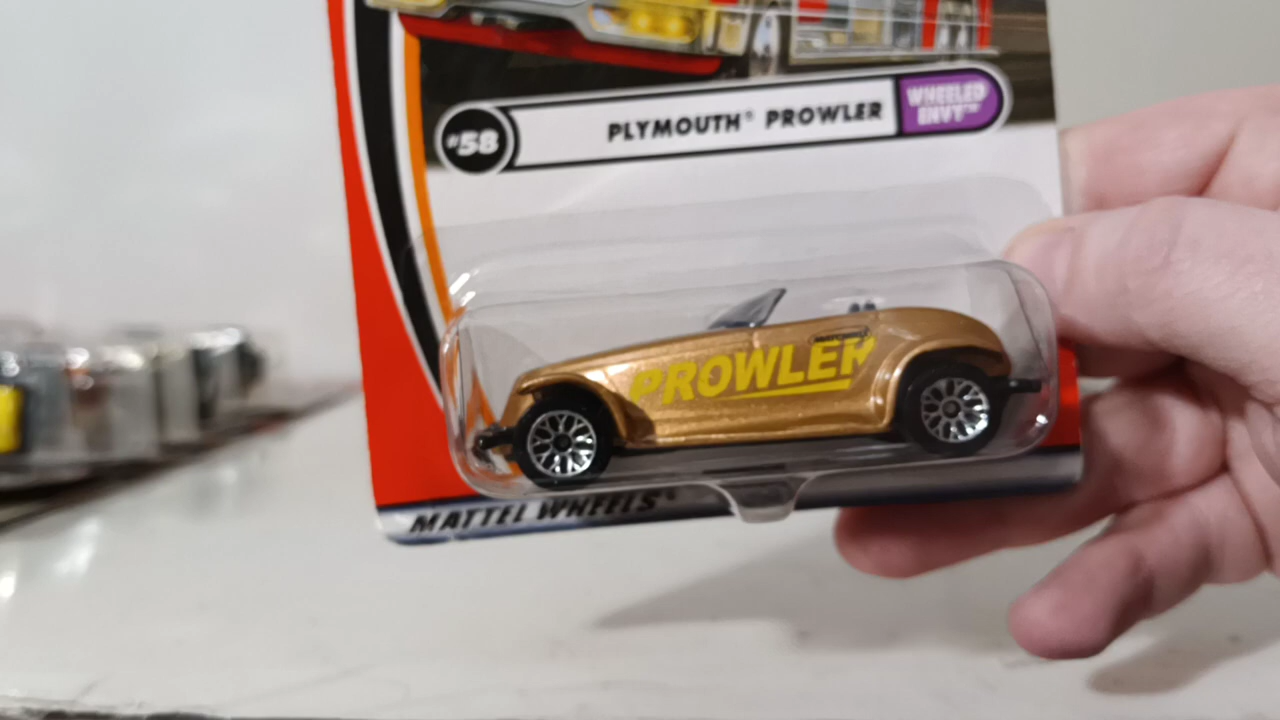 #58
PLYMOUTH® PROWLER
WHEELED
ENVY™
PROWLER
MATTEL WHEELS®